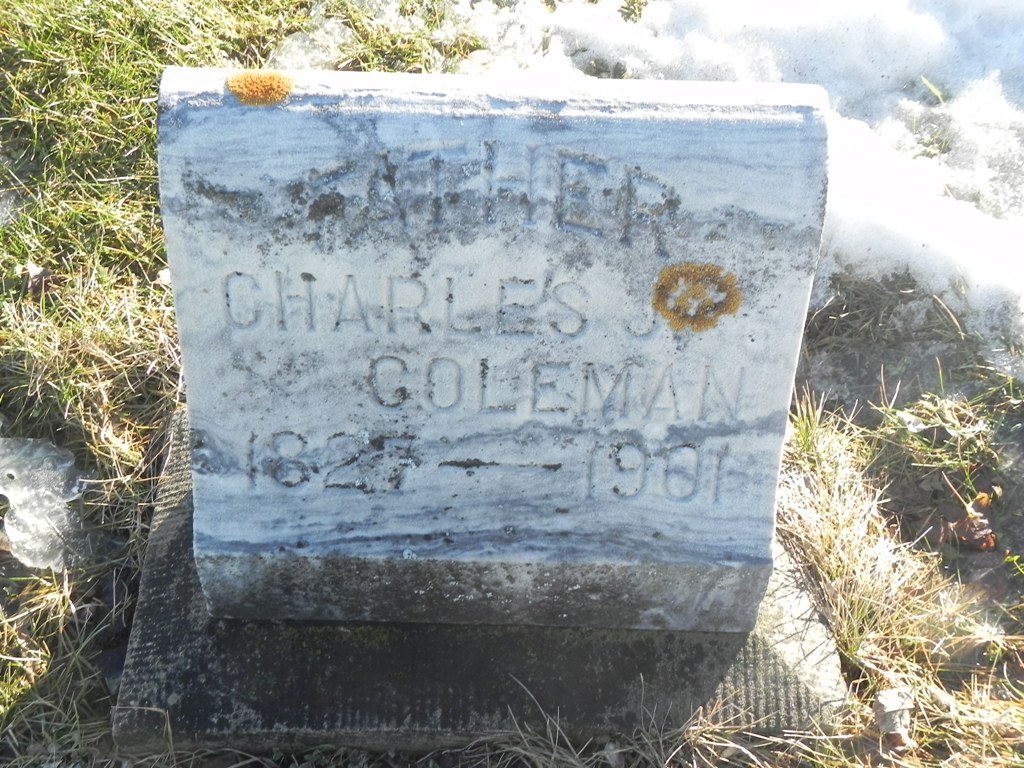 FATHER
CHARLES J.
COLEMAN
1827 — 1901